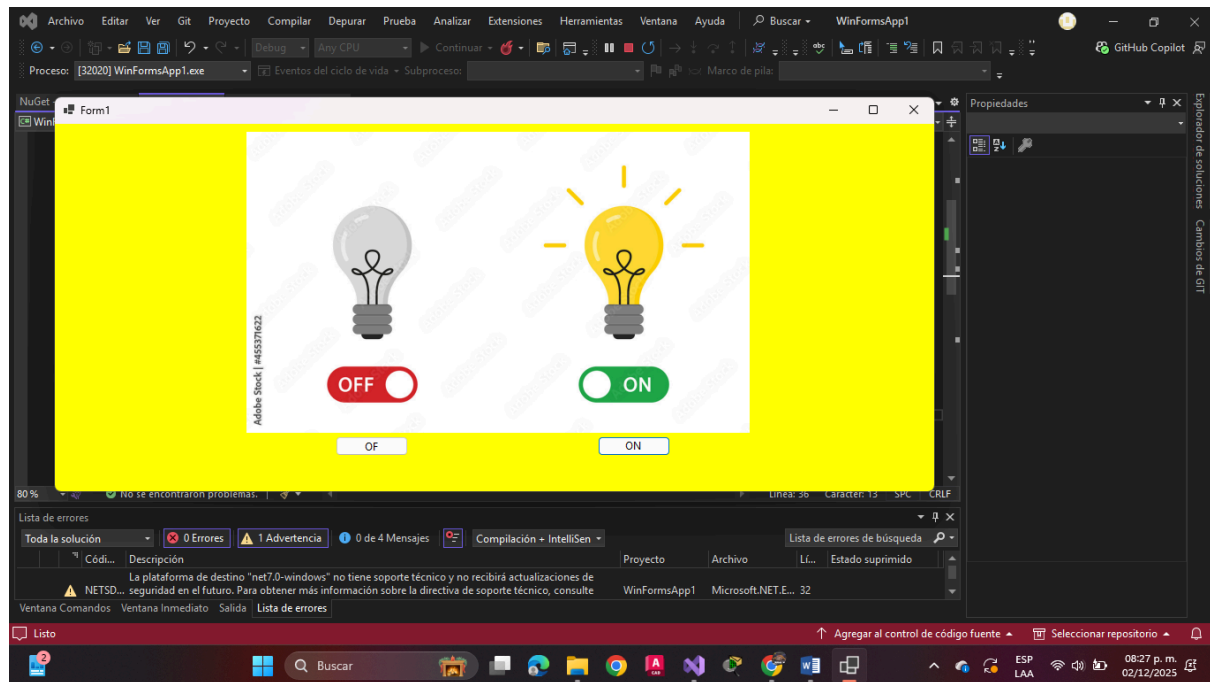 Archivo Editar Ver Git Proyecto Compilar Depurar Prueba Analizar Extensiones Herramientas Ventana Ayuda Buscar WinFormsApp1
Debug Any CPU Continuar GitHub Copilot
Proceso: [32020] WinFormsApp1.exe Eventos del ciclo de vida Subproceso: Marco de pila:
NuGet
Form1
Propiedades
Explorador de soluciones
Cambios de GIT
Adobe Stock | #455371622
OFF ON
OF ON
80 % No se encontraron problemas. Línea: 36 Carácter: 13 SPC CRLF
Lista de errores
Toda la solución 0 Errores 1 Advertencia 0 de 4 Mensajes Compilación + IntelliSen Lista de errores de búsqueda
Códi... Descripción Proyecto Archivo Lí... Estado suprimido
La plataforma de destino "net7.0-windows" no tiene soporte técnico y no recibirá actualizaciones de
NETSD... seguridad en el futuro. Para obtener más información sobre la directiva de soporte técnico, consulte WinFormsApp1 Microsoft.NET.E... 32
Ventana Comandos Ventana Inmediato Salida Lista de errores
Listo Agregar al control de código fuente Seleccionar repositorio
2 Buscar ESP LAA 08:27 p. m.
02/12/2025